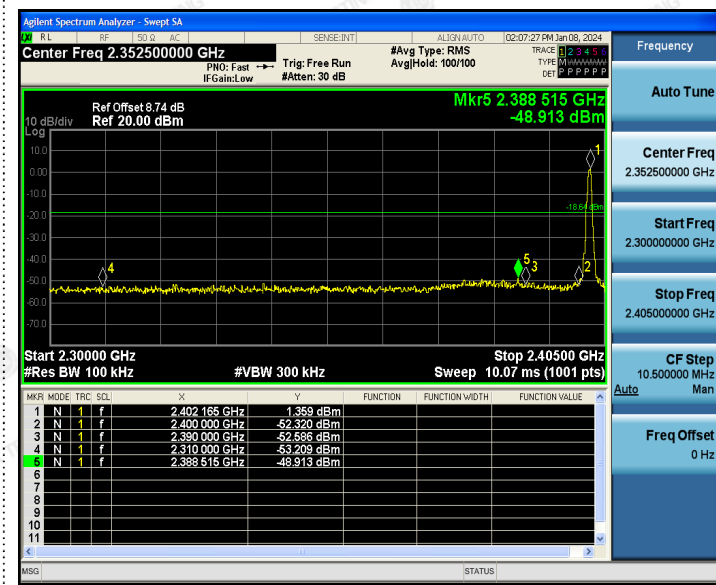 Agilent Spectrum Analyzer - Swept SA
LXI RL RF 50 Ω AC SENSE:INT ALIGN AUTO 02:07:27 PM Jan 08, 2024
Center Freq 2.352500000 GHz
PNO: Fast
IFGain:Low
Trig: Free Run
#Atten: 30 dB
#Avg Type: RMS
Avg|Hold: 100/100
TRACE 1 2 3 4 5 6
TYPE M W W W W W
DET P P P P P P
Ref Offset 8.74 dB
10 dB/div Ref 20.00 dBm
Log
Mkr5 2.388 515 GHz
-48.913 dBm
10.0
0.00
-10.0
-20.0
-30.0
-40.0
-50.0
-60.0
-70.0
-18.64 dBm
1
4
5
3
2
Start 2.30000 GHz Stop 2.40500 GHz
#Res BW 100 kHz #VBW 300 kHz Sweep 10.07 ms (1001 pts)
MKR MODE TRC SCL X Y FUNCTION FUNCTION WIDTH FUNCTION VALUE
1 N 1 f 2.402 165 GHz 1.359 dBm
2 N 1 f 2.400 000 GHz -52.320 dBm
3 N 1 f 2.390 000 GHz -52.586 dBm
4 N 1 f 2.310 000 GHz -53.209 dBm
5 N 1 f 2.388 515 GHz -48.913 dBm
6
7
8
9
10
11
MSG STATUS
Frequency
Auto Tune
Center Freq
2.352500000 GHz
Start Freq
2.300000000 GHz
Stop Freq
2.405000000 GHz
CF Step
10.500000 MHz
Auto Man
Freq Offset
0 Hz